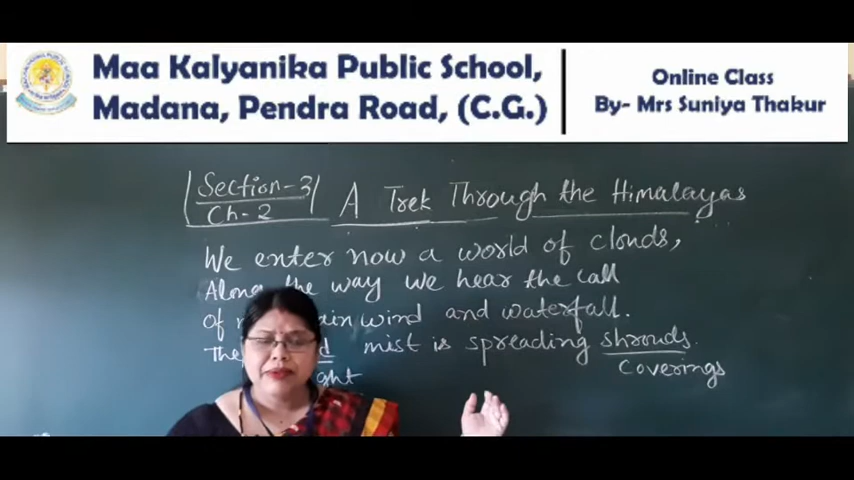 Maa Kalyanika Public School,
Madana, Pendra Road, (C.G.)
Online Class
By- Mrs Suniya Thakur
Section-3
Ch-2
A Trek Through the Himalayas
We enter now a world of clouds,
Along the way we hear the call
Of wind and waterfall.
The mist is spreading shrouds.
coverings